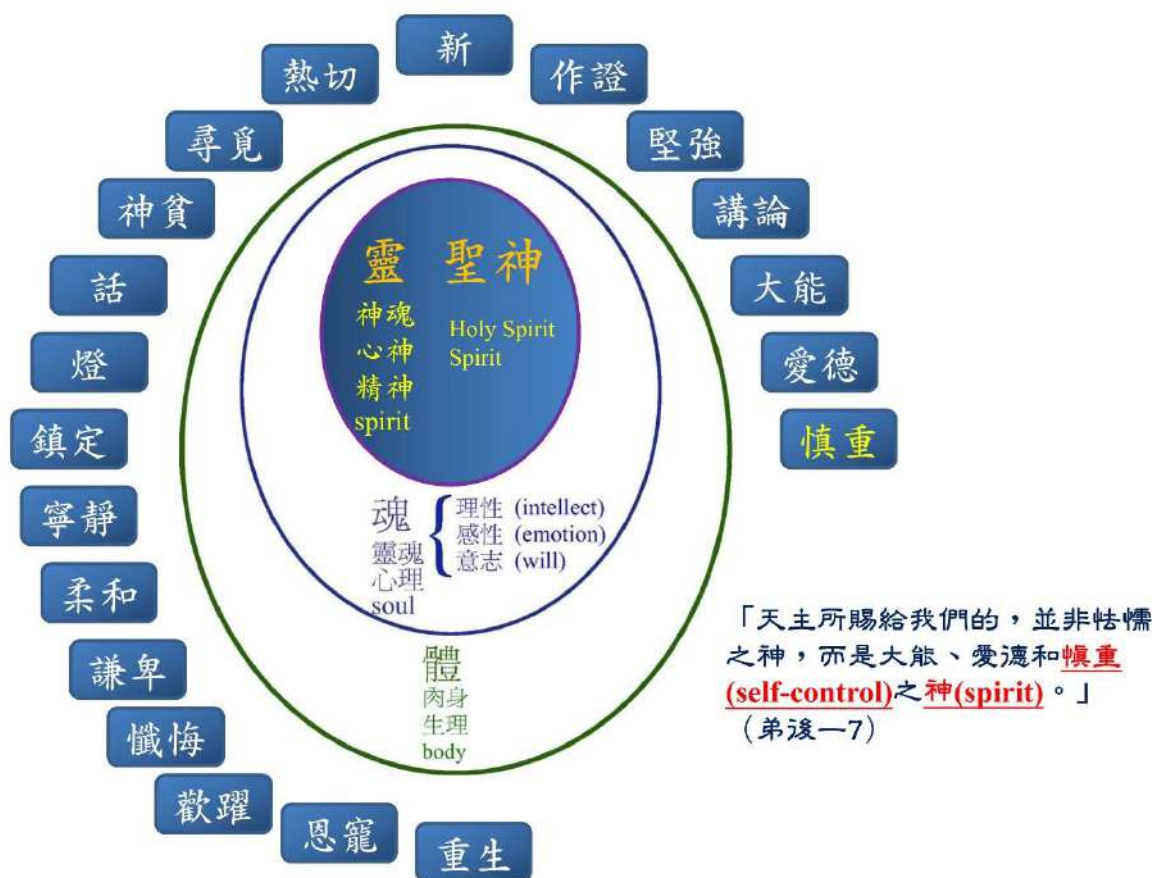 新
熱切
作證
尋覓
堅強
神貧
講論
話
大能
燈
愛德
鎮定
慎重
寧靜
柔和
謙卑
懺悔
歡躍
恩寵
重生
靈 聖神
神魂
心神
精神
spirit
Holy Spirit
Spirit
魂
靈魂
心理
soul
{
理性 (intellect)
感性 (emotion)
意志 (will)
體
肉身
生理
body
「天主所賜給我們的，並非怯懦
之神，而是大能、愛德和慎重
(self-control)之神(spirit)。」
（弟後一7）